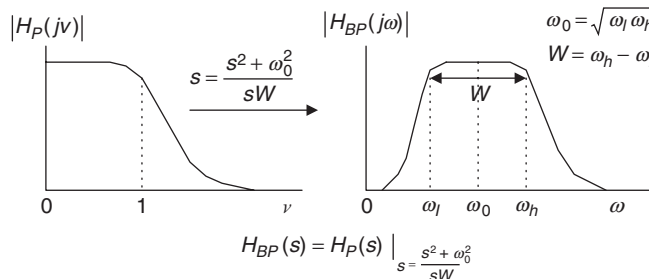 |H_P(jν)|
|H_BP(jω)|
ω_0 = √ω_l ω_h
W = ω_h − ω
s = (s² + ω_0²) / (sW)
W
0 1 ν
0 ω_l ω_0 ω_h ω
H_BP(s) = H_P(s) |_{s = (s² + ω_0²) / (sW)}